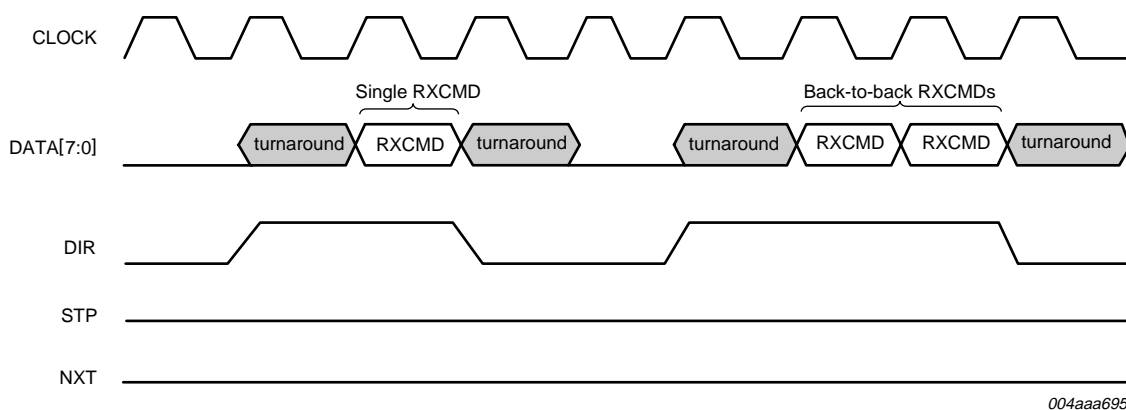 CLOCK
Single RXCMD
Back-to-back RXCMDs
DATA[7:0]
turnaround
RXCMD
turnaround
turnaround
RXCMD
RXCMD
turnaround
DIR
STP
NXT
004aaa695